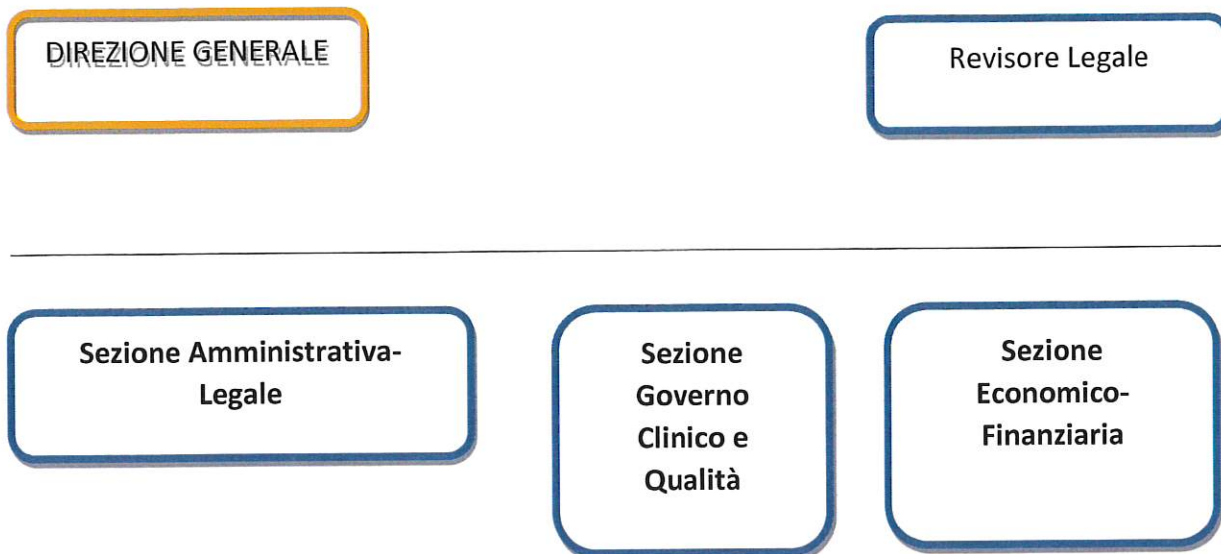 DIREZIONE GENERALE
Revisore Legale
Sezione Amministrativa-
Legale
Sezione
Governo
Clinico e
Qualità
Sezione
Economico-
Finanziaria